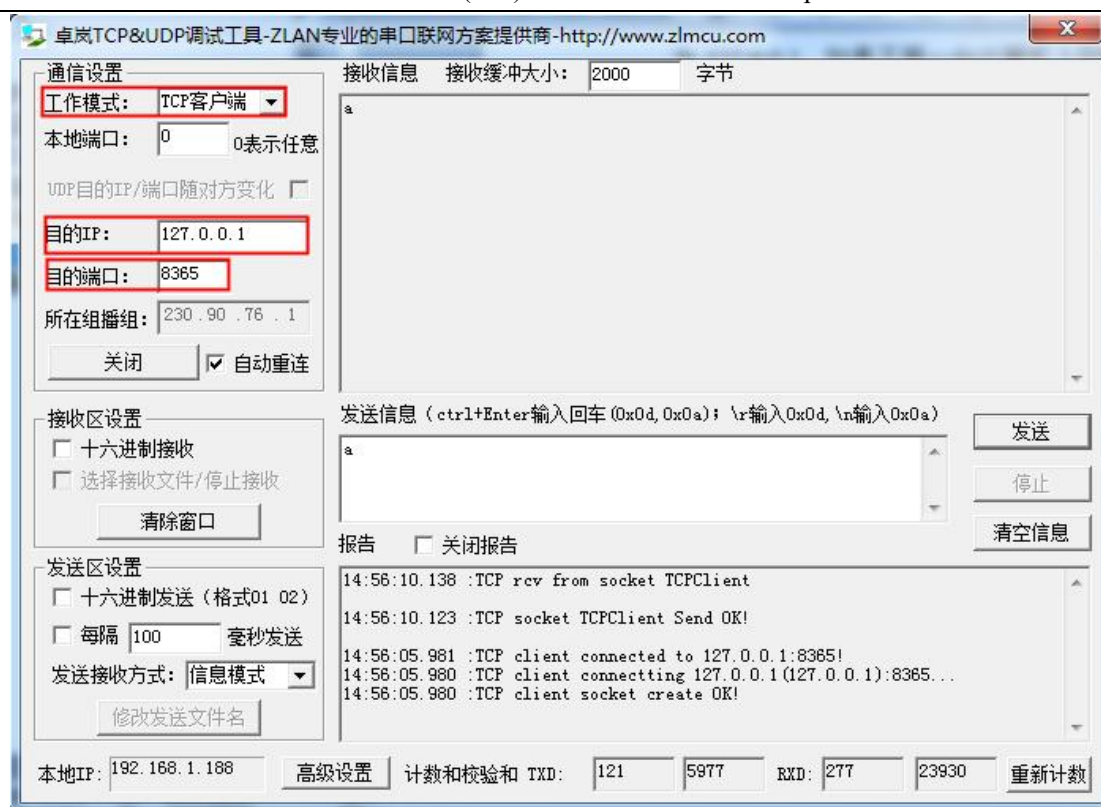 卓岚TCP&UDP调试工具-ZLAN专业的串口联网方案提供商-http://www.zlmcu.com
通信设置
工作模式： TCP客户端
本地端口： 0 0表示任意
UDP目的IP/端口随对方变化
目的IP： 127.0.0.1
目的端口： 8365
所在组播组： 230 .90 .76 .1
关闭 自动重连
接收信息 接收缓冲大小： 2000 字节
a
接收区设置
十六进制接收
选择接收文件/停止接收
清除窗口
发送信息（ctrl+Enter输入回车(0x0d,0x0a)；\r输入0x0d,\n输入0x0a）
a
发送
停止
清空信息
发送区设置
十六进制发送（格式01 02）
每隔 100 毫秒发送
发送接收方式： 信息模式
修改发送文件名
报告 关闭报告
14:56:10.138 :TCP rcv from socket TCPClient
14:56:10.123 :TCP socket TCPClient Send OK!
14:56:05.981 :TCP client connected to 127.0.0.1:8365!
14:56:05.980 :TCP client connectting 127.0.0.1(127.0.0.1):8365...
14:56:05.980 :TCP client socket create OK!
本地IP: 192.168.1.188 高级设置 计数和校验和 TXD: 121 5977 RXD: 277 23930 重新计数